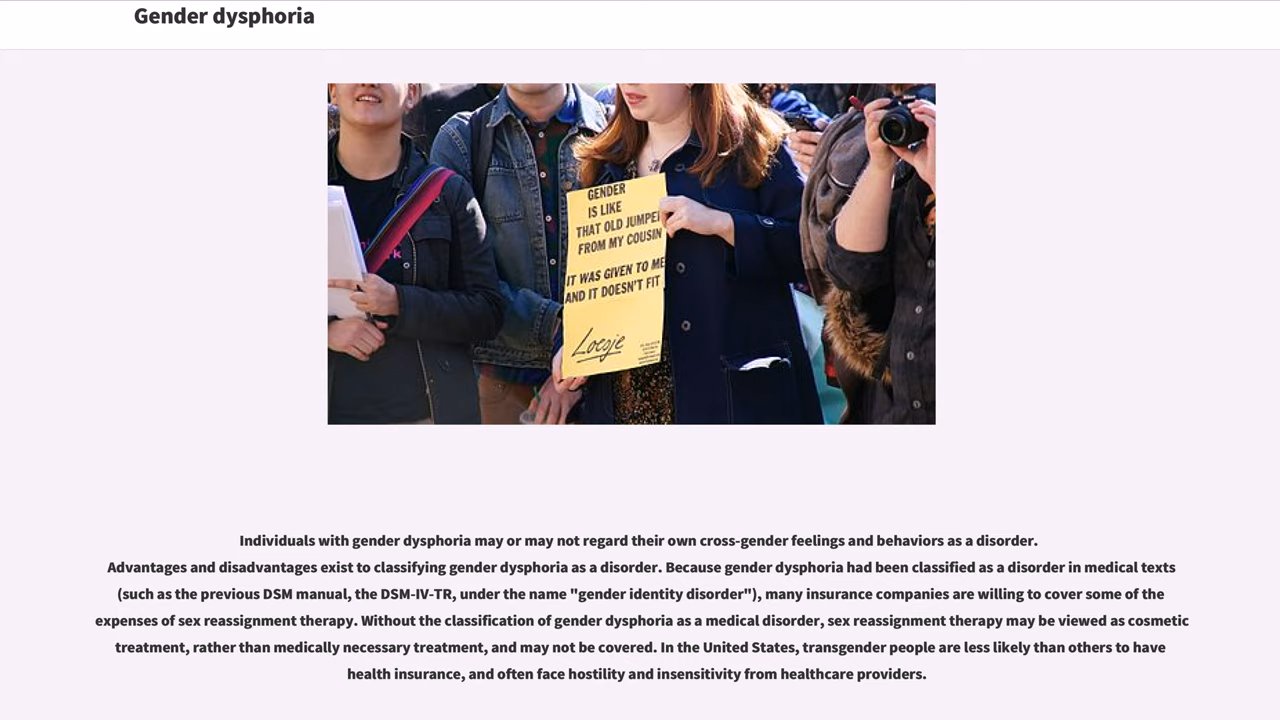 Gender dysphoria
GENDER
IS LIKE
THAT OLD JUMPER
FROM MY COUSIN
IT WAS GIVEN TO ME
AND IT DOESN'T FIT
Loesje
Individuals with gender dysphoria may or may not regard their own cross-gender feelings and behaviors as a disorder.
Advantages and disadvantages exist to classifying gender dysphoria as a disorder. Because gender dysphoria had been classified as a disorder in medical texts
(such as the previous DSM manual, the DSM-IV-TR, under the name "gender identity disorder"), many insurance companies are willing to cover some of the
expenses of sex reassignment therapy. Without the classification of gender dysphoria as a medical disorder, sex reassignment therapy may be viewed as cosmetic
treatment, rather than medically necessary treatment, and may not be covered. In the United States, transgender people are less likely than others to have
health insurance, and often face hostility and insensitivity from healthcare providers.